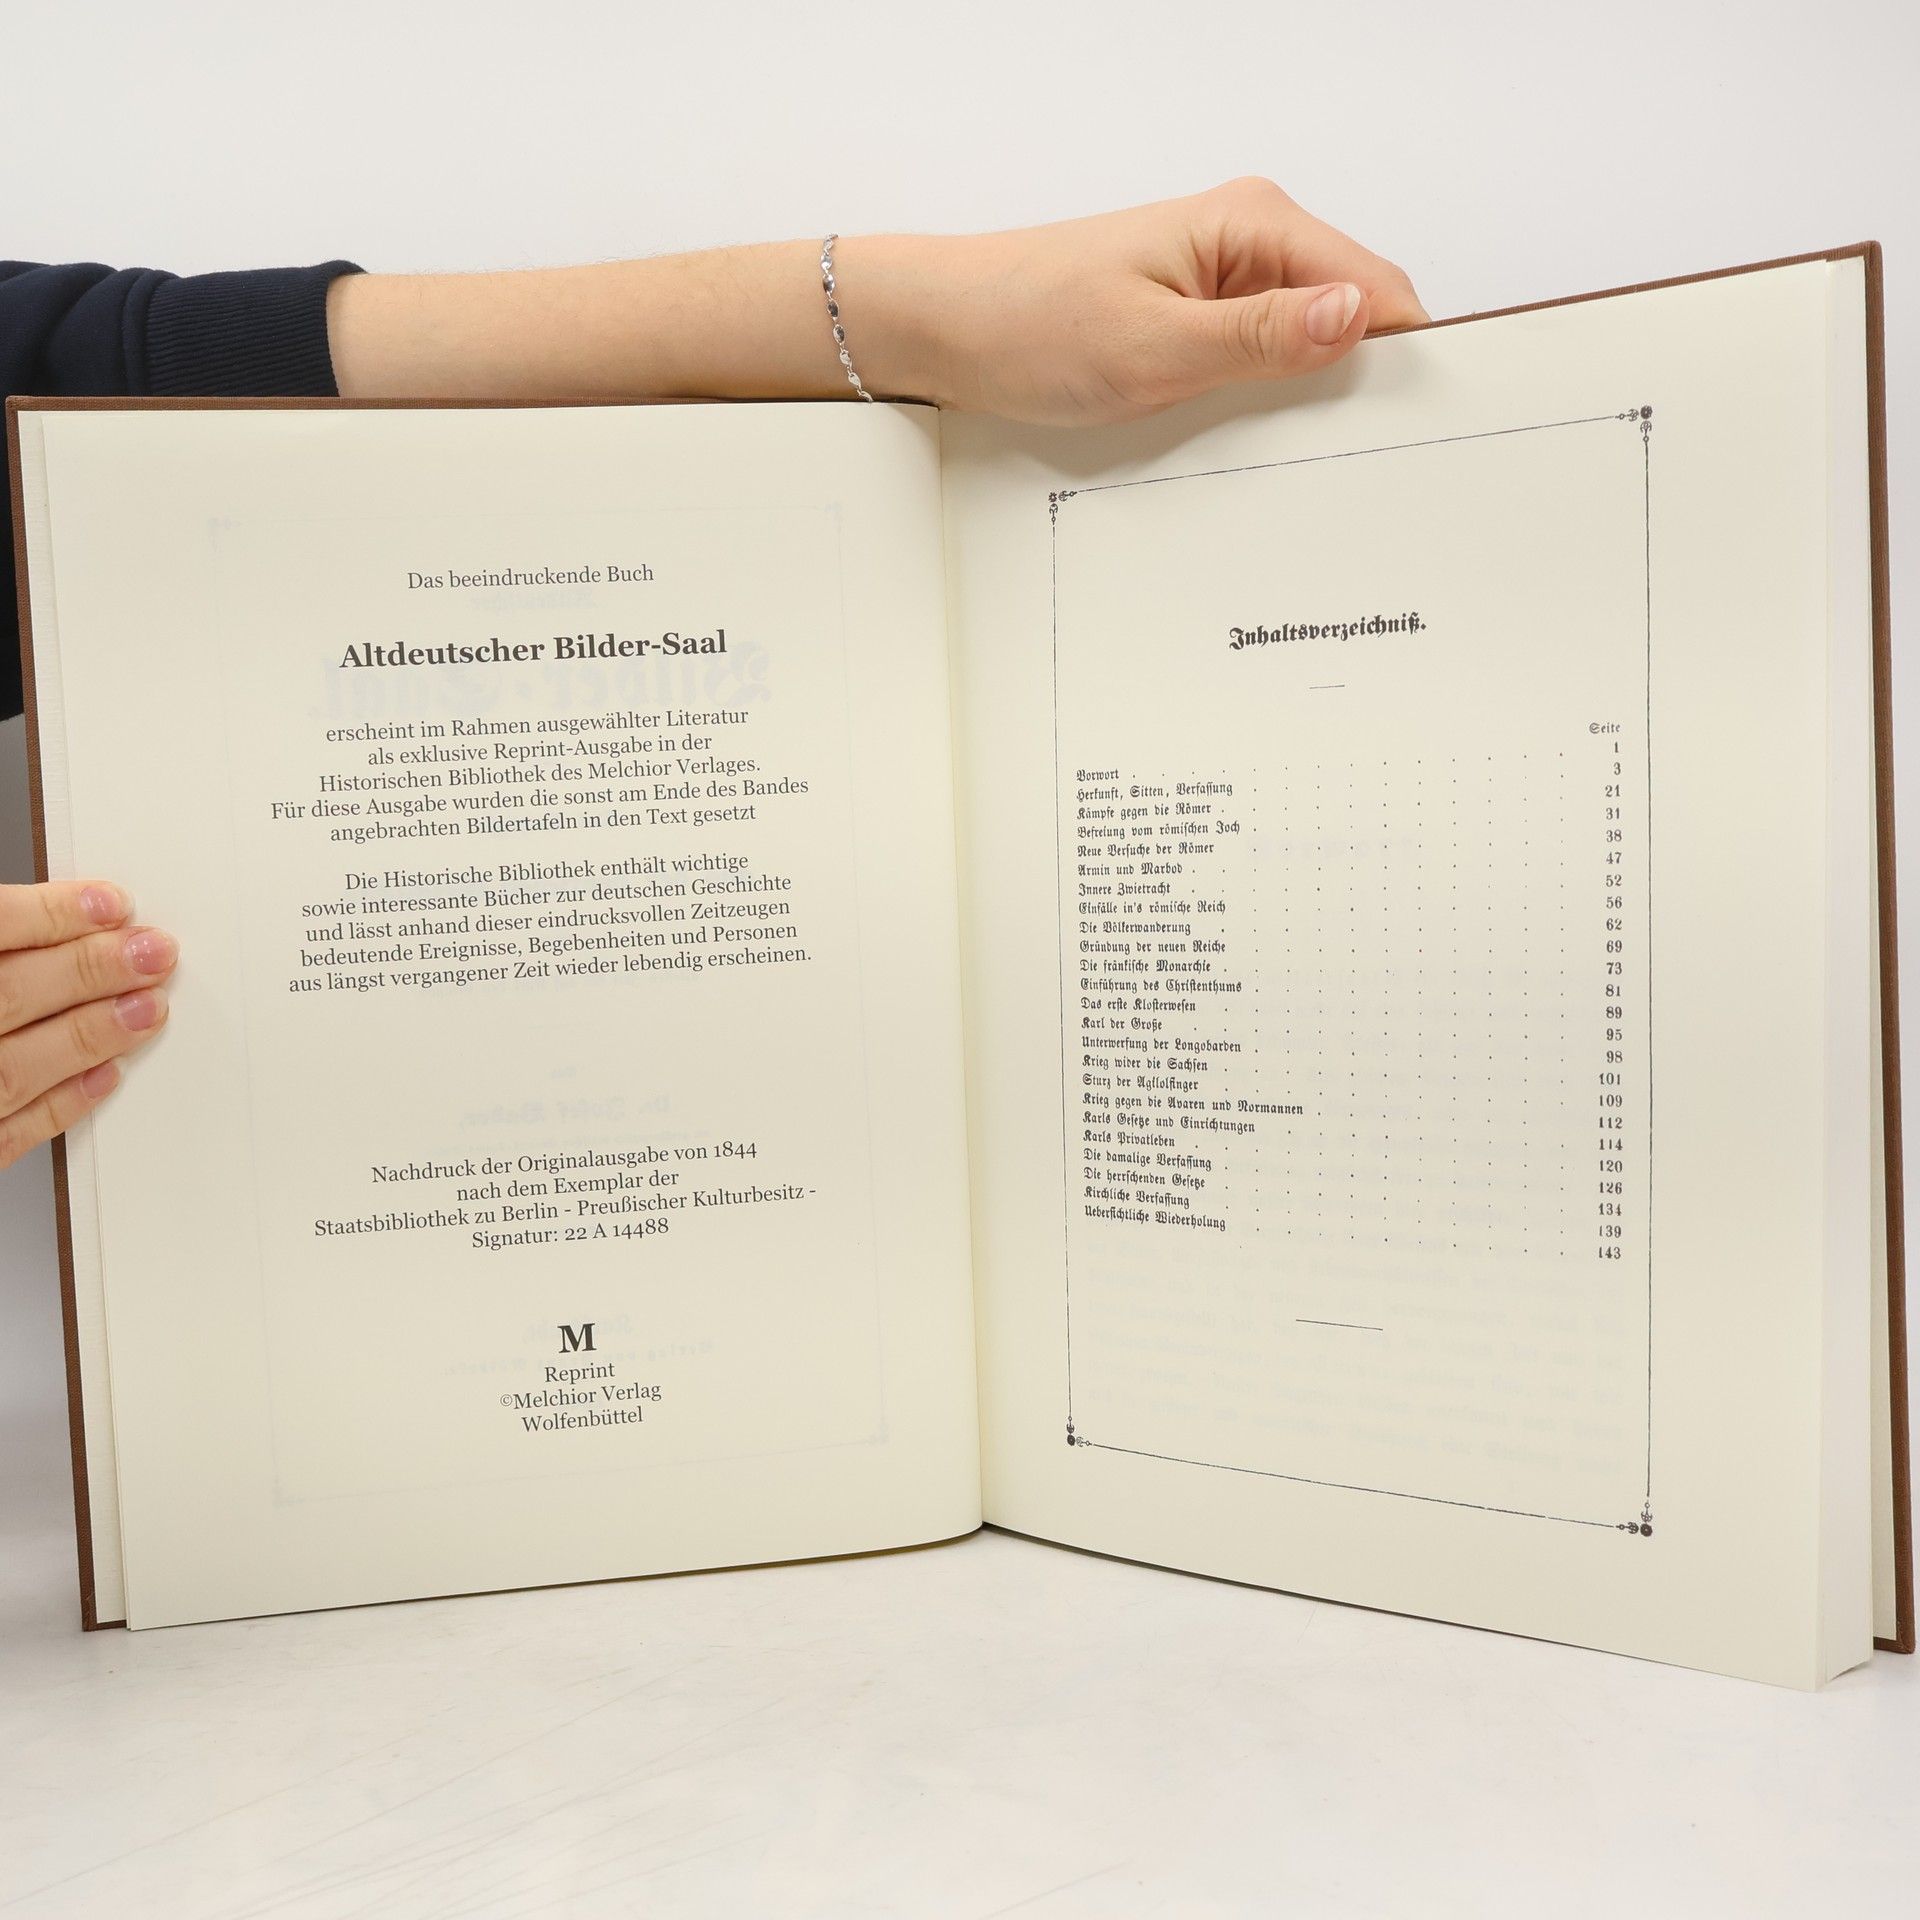 Das beeindruckende Buch
Altdeutscher Bilder-Saal
erscheint im Rahmen ausgewählter Literatur
als exklusive Reprint-Ausgabe in der
Historischen Bibliothek des Melchior Verlages.
Für diese Ausgabe wurden die sonst am Ende des Bandes
angebrachten Bildertafeln in den Text gesetzt
Die Historische Bibliothek enthält wichtige
sowie interessante Bücher zur deutschen Geschichte
und lässt anhand dieser eindrucksvollen Zeitzeugen
bedeutende Ereignisse, Begebenheiten und Personen
aus längst vergangener Zeit wieder lebendig erscheinen.
Nachdruck der Originalausgabe von 1844
nach dem Exemplar der
Staatsbibliothek zu Berlin - Preußischer Kulturbesitz -
Signatur: 22 A 14488
M
Reprint
©Melchior Verlag
Wolfenbüttel
Inhaltsverzeichniß.
Seite
Vorwort . . . . . . . . . . . . 1
Herkunft, Sitten, Verfassung . . . . . . . . . 3
Kämpfe gegen die Römer . . . . . . . . . . 21
Befreiung vom römischen Joch . . . . . . . . . 31
Neue Versuche der Römer . . . . . . . . . 38
Armin und Marbod . . . . . . . . . . . 47
Innere Zwietracht . . . . . . . . . . . 52
Einfälle in's römische Reich . . . . . . . . . 56
Die Völkerwanderung . . . . . . . . . . 62
Gründung der neuen Reiche . . . . . . . . . 69
Die fränkische Monarchie . . . . . . . . . . 73
Einführung des Christenthums . . . . . . . . . 81
Das erste Klosterwesen . . . . . . . . . . 89
Karl der Große . . . . . . . . . . . 95
Unterwerfung der Longobarden . . . . . . . . . 98
Krieg wider die Sachsen . . . . . . . . . . 101
Sturz der Agilolfinger . . . . . . . . . . 109
Krieg gegen die Avaren und Normannen . . . . . . . 112
Karls Gesetze und Einrichtungen . . . . . . . . 114
Karls Privatleben . . . . . . . . . . . 120
Die damalige Verfassung . . . . . . . . . . 126
Die herrschenden Gesetze . . . . . . . . . . 134
Kirchliche Verfassung . . . . . . . . . . 139
Uebersichtliche Wiederholung . . . . . . . . . 143